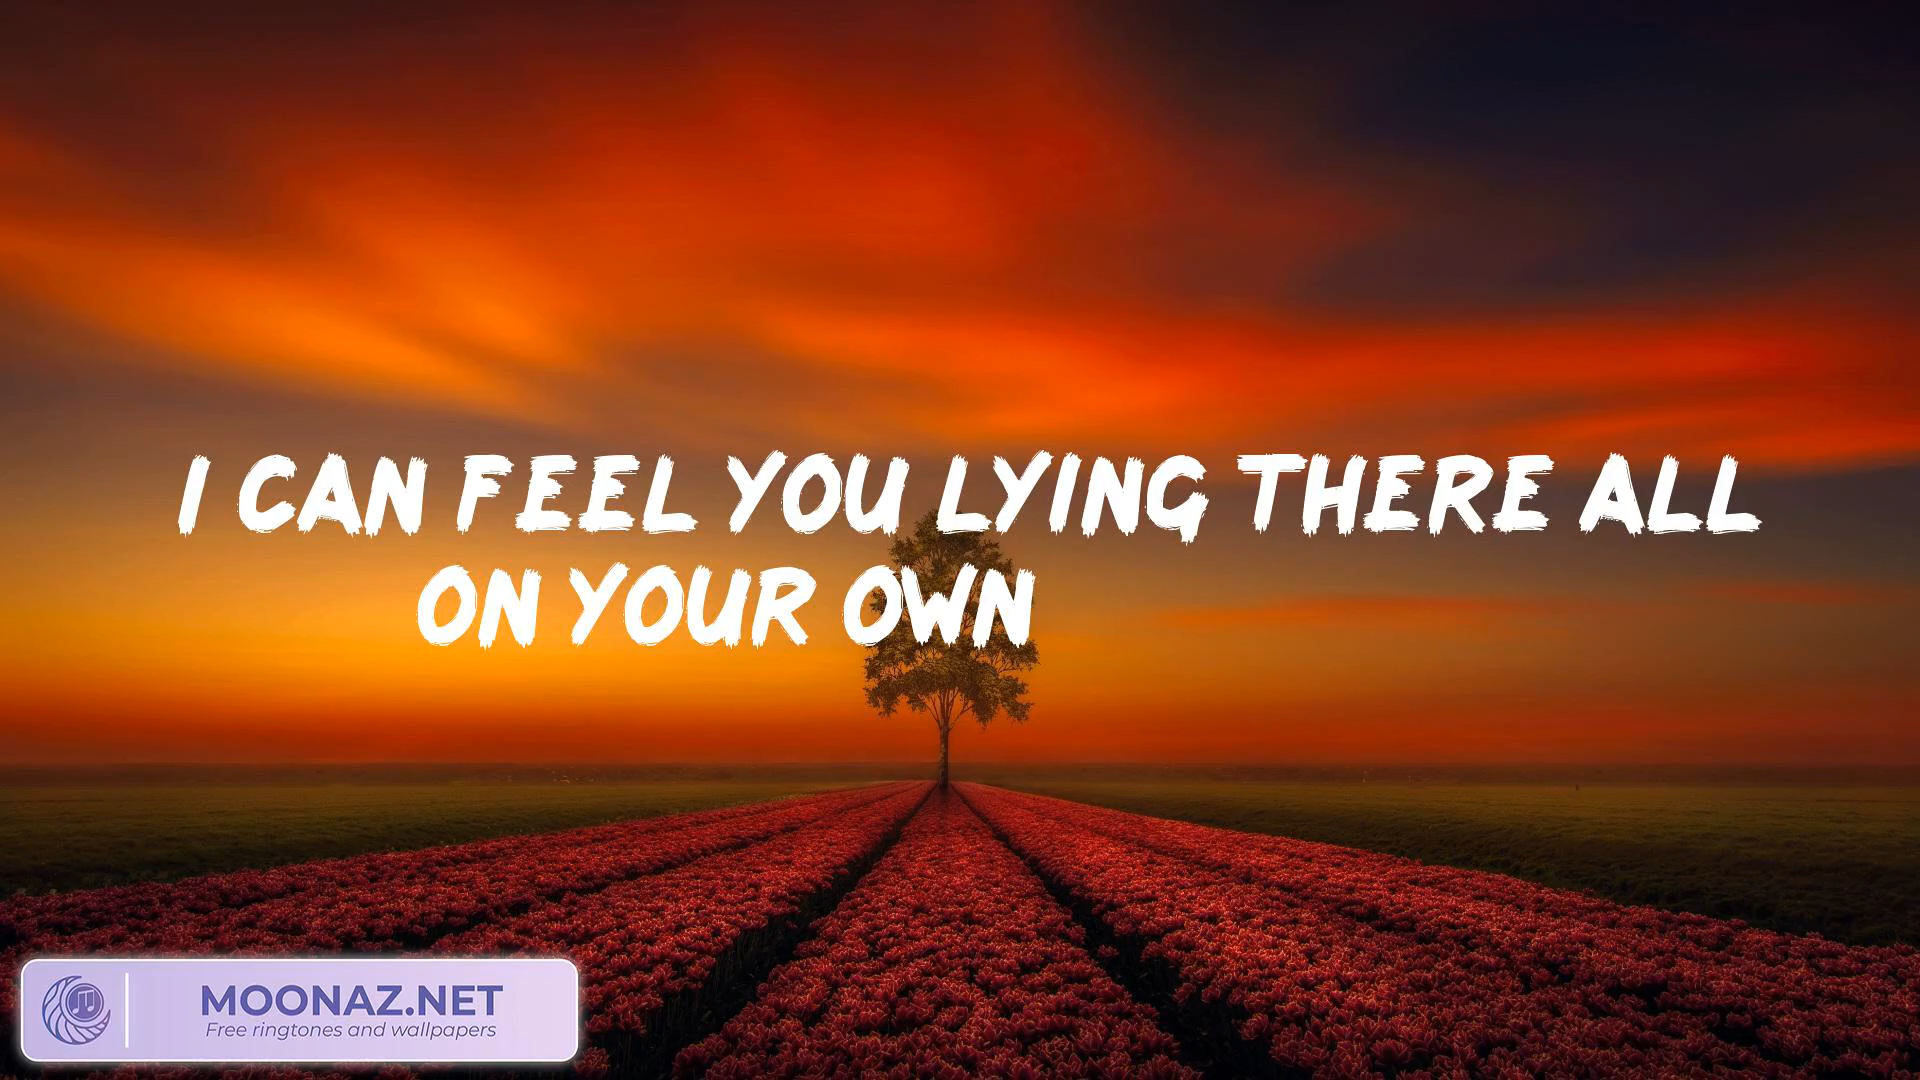 I CAN FEEL YOU LYING THERE ALL
ON YOUR OWN
MOONAZ.NET
Free ringtones and wallpapers